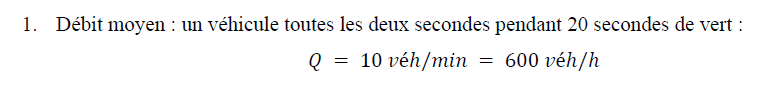 1. Débit moyen : un véhicule toutes les deux secondes pendant 20 secondes de vert :
Q = 10 véh/min = 600 véh/h